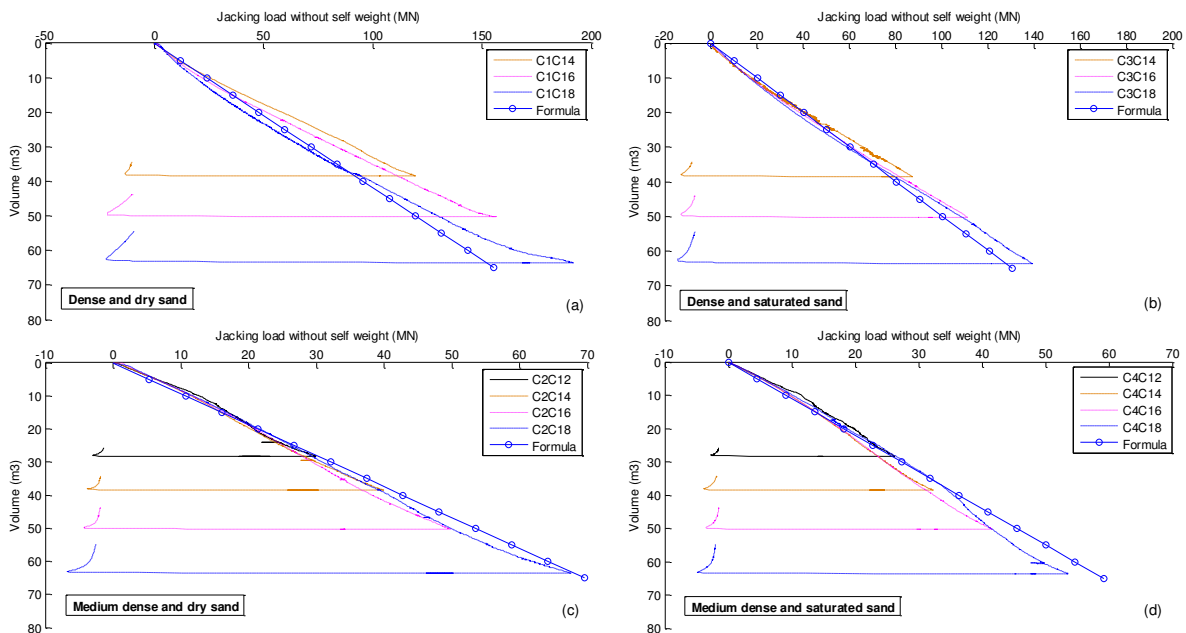 Jacking load without self weight (MN)
-50 0 50 100 150 200
0
10
20
30
40
50
60
70
80
Volume (m3)
C1C14
C1C16
C1C18
Formula
Dense and dry sand
(a)
Jacking load without self weight (MN)
-20 0 20 40 60 80 100 120 140 160 180 200
0
10
20
30
40
50
60
70
80
Volume (m3)
C3C14
C3C16
C3C18
Formula
Dense and saturated sand
(b)
Jacking load without self weight (MN)
-10 0 10 20 30 40 50 60 70
0
10
20
30
40
50
60
70
80
Volume (m3)
C2C12
C2C14
C2C16
C2C18
Formula
Medium dense and dry sand
(c)
Jacking load without self weight (MN)
-10 0 10 20 30 40 50 60 70
0
10
20
30
40
50
60
70
80
Volume (m3)
C4C12
C4C14
C4C16
C4C18
Formula
Medium dense and saturated sand
(d)